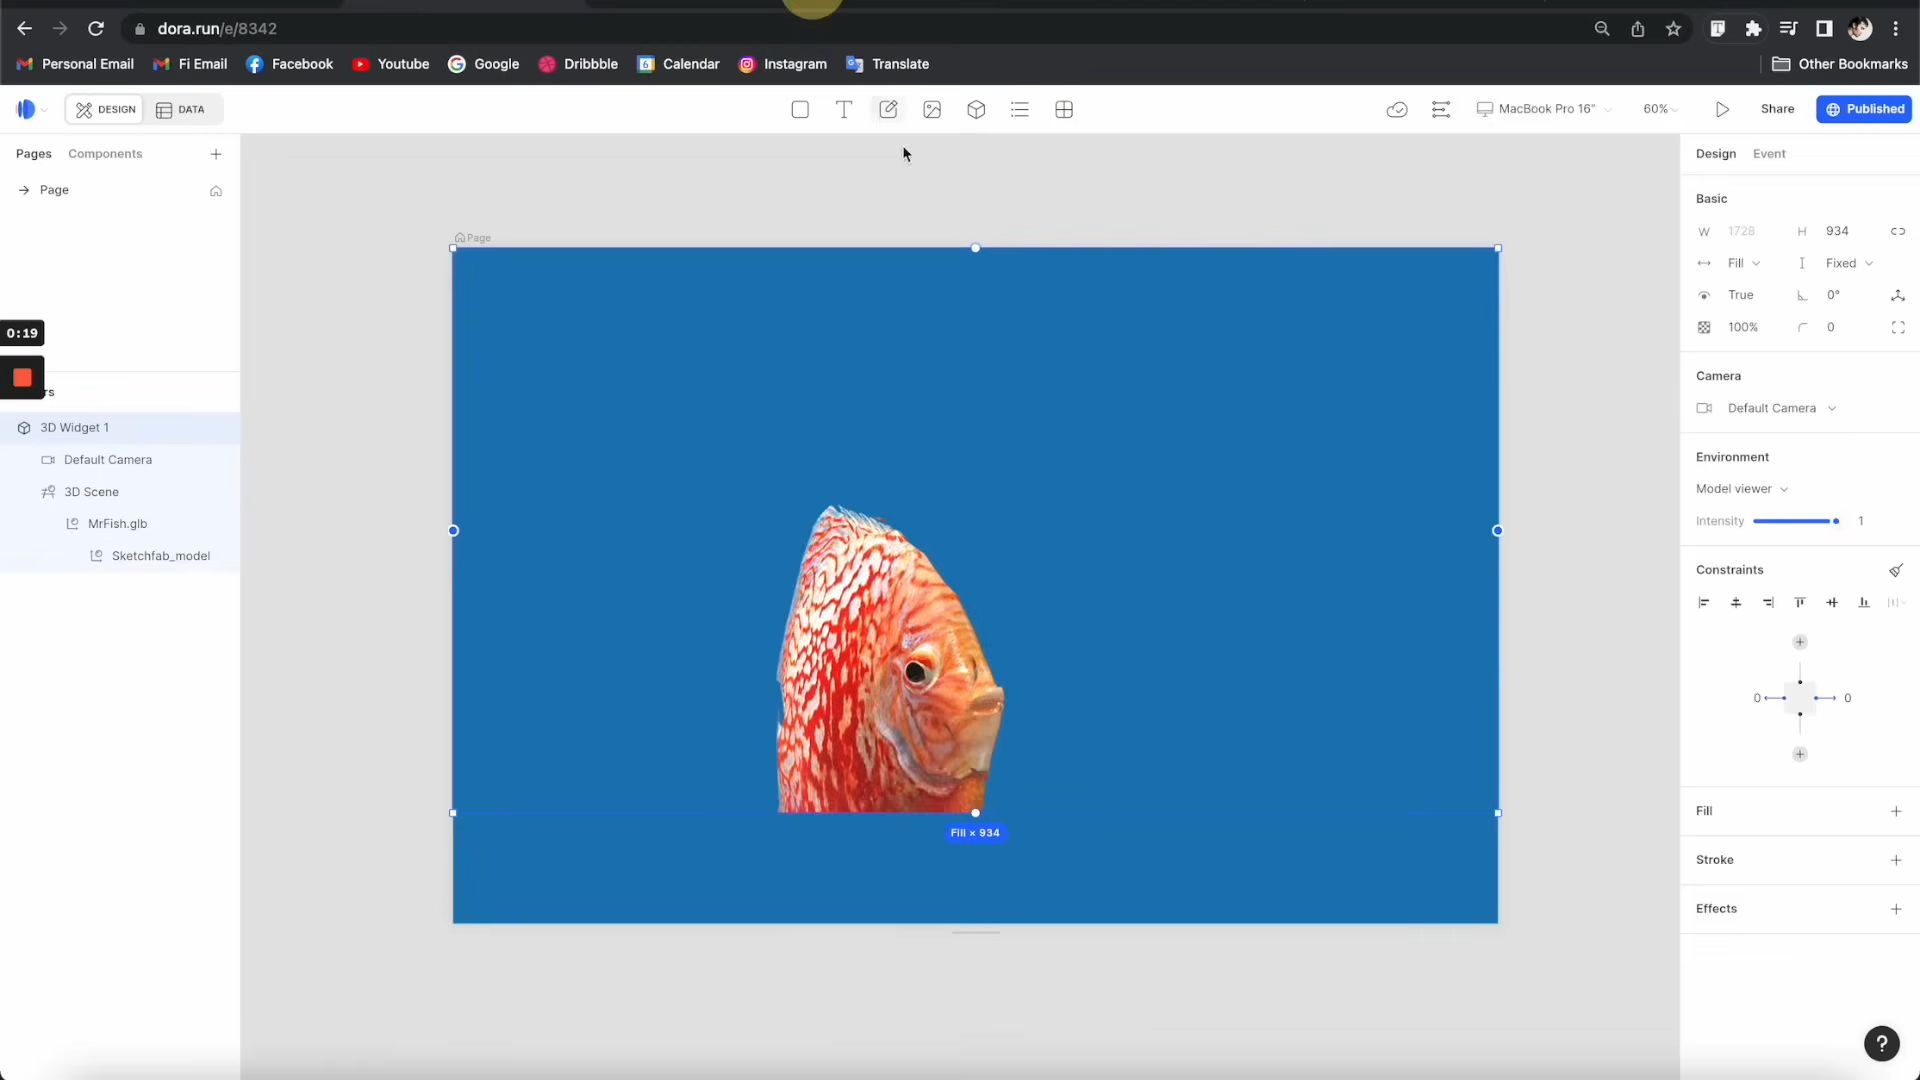 dora.run/e/8342
Personal Email Fi Email Facebook Youtube Google Dribbble 6 Calendar Instagram Translate Other Bookmarks
DESIGN DATA MacBook Pro 16" 60% Share Published
Pages Components
Page
0:19
rs
3D Widget 1
Default Camera
3D Scene
MrFish.glb
Sketchfab_model
Page
Fill × 934
Design Event
Basic
W 1728 H 934
Fill Fixed
True 0°
100% 0
Camera
Default Camera
Environment
Model viewer
Intensity 1
Constraints
0 0
Fill
Stroke
Effects
?